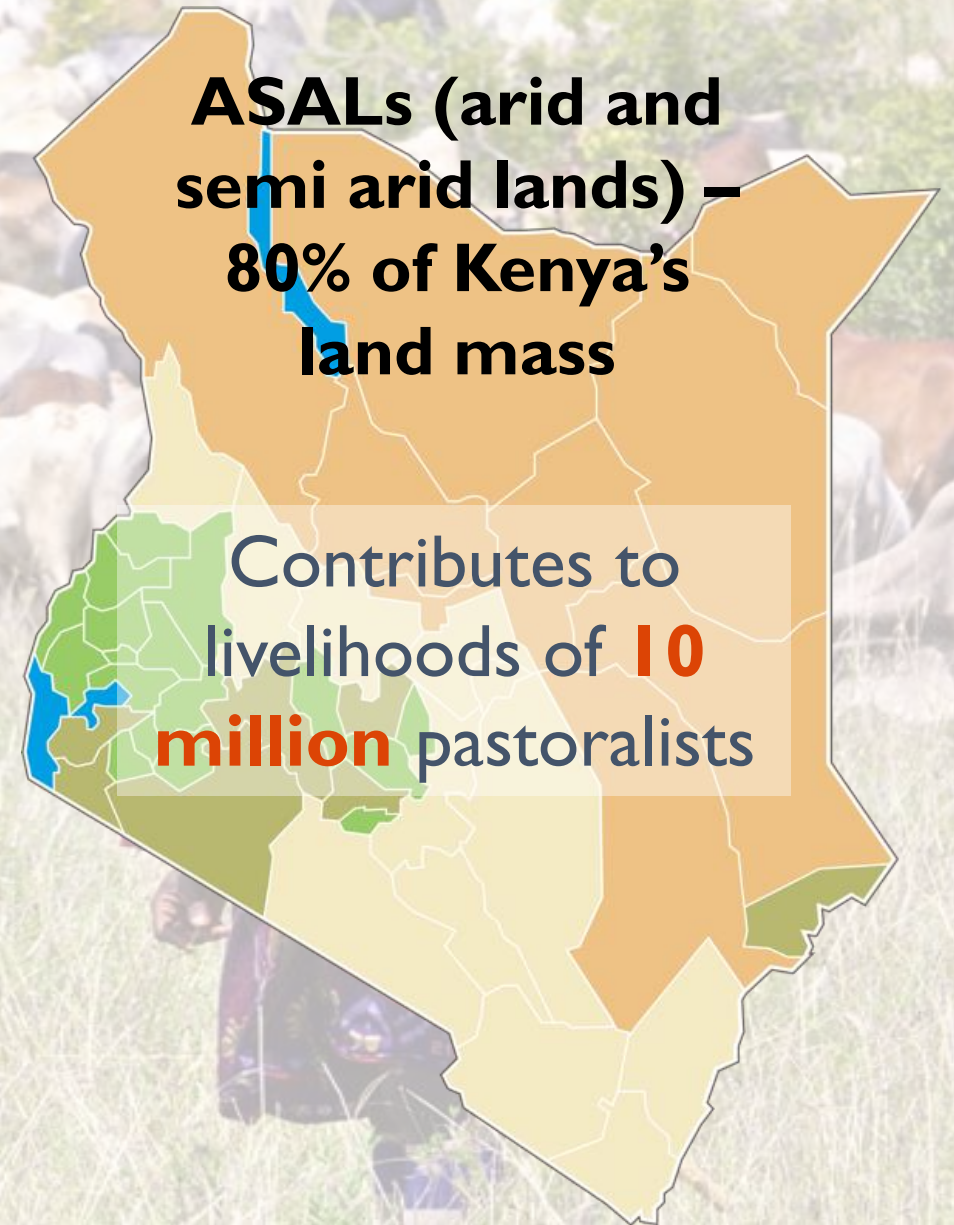 ASALs (arid and
semi arid lands) –
80% of Kenya’s
land mass
Contributes to
livelihoods of 10
million pastoralists